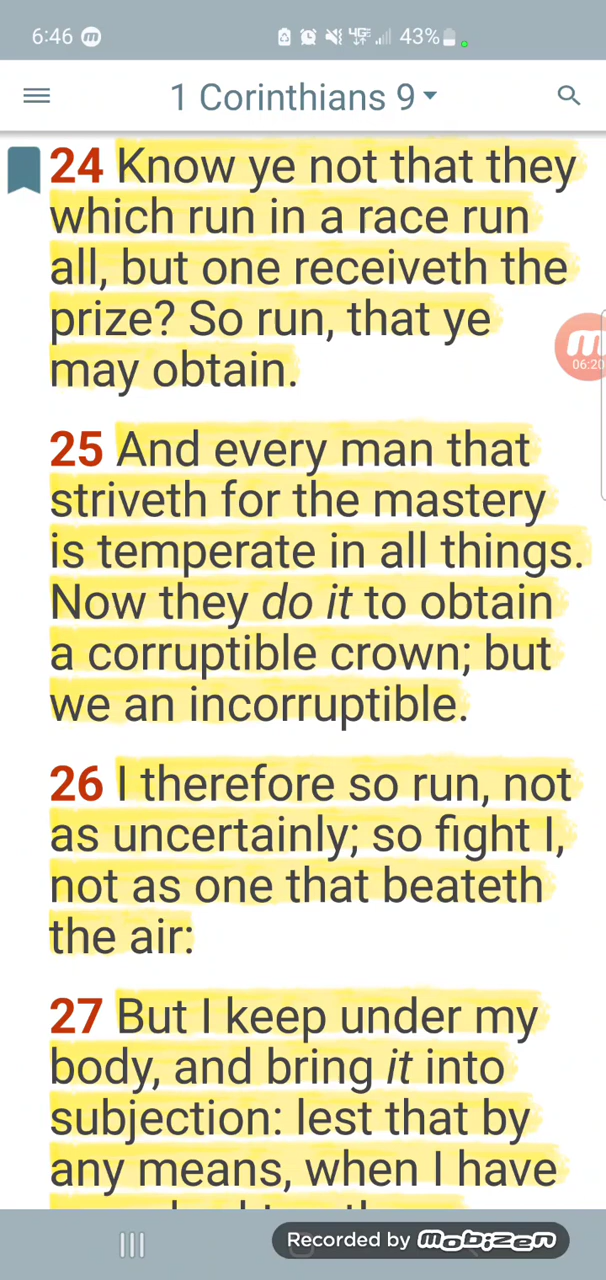 6:46 m 4GE 43%
1 Corinthians 9
24 Know ye not that they
which run in a race run
all, but one receiveth the
prize? So run, that ye
may obtain.
m
06:20
25 And every man that
striveth for the mastery
is temperate in all things.
Now they do it to obtain
a corruptible crown; but
we an incorruptible.
26 I therefore so run, not
as uncertainly; so fight I,
not as one that beateth
the air:
27 But I keep under my
body, and bring it into
subjection: lest that by
any means, when I have
Recorded by mobizen